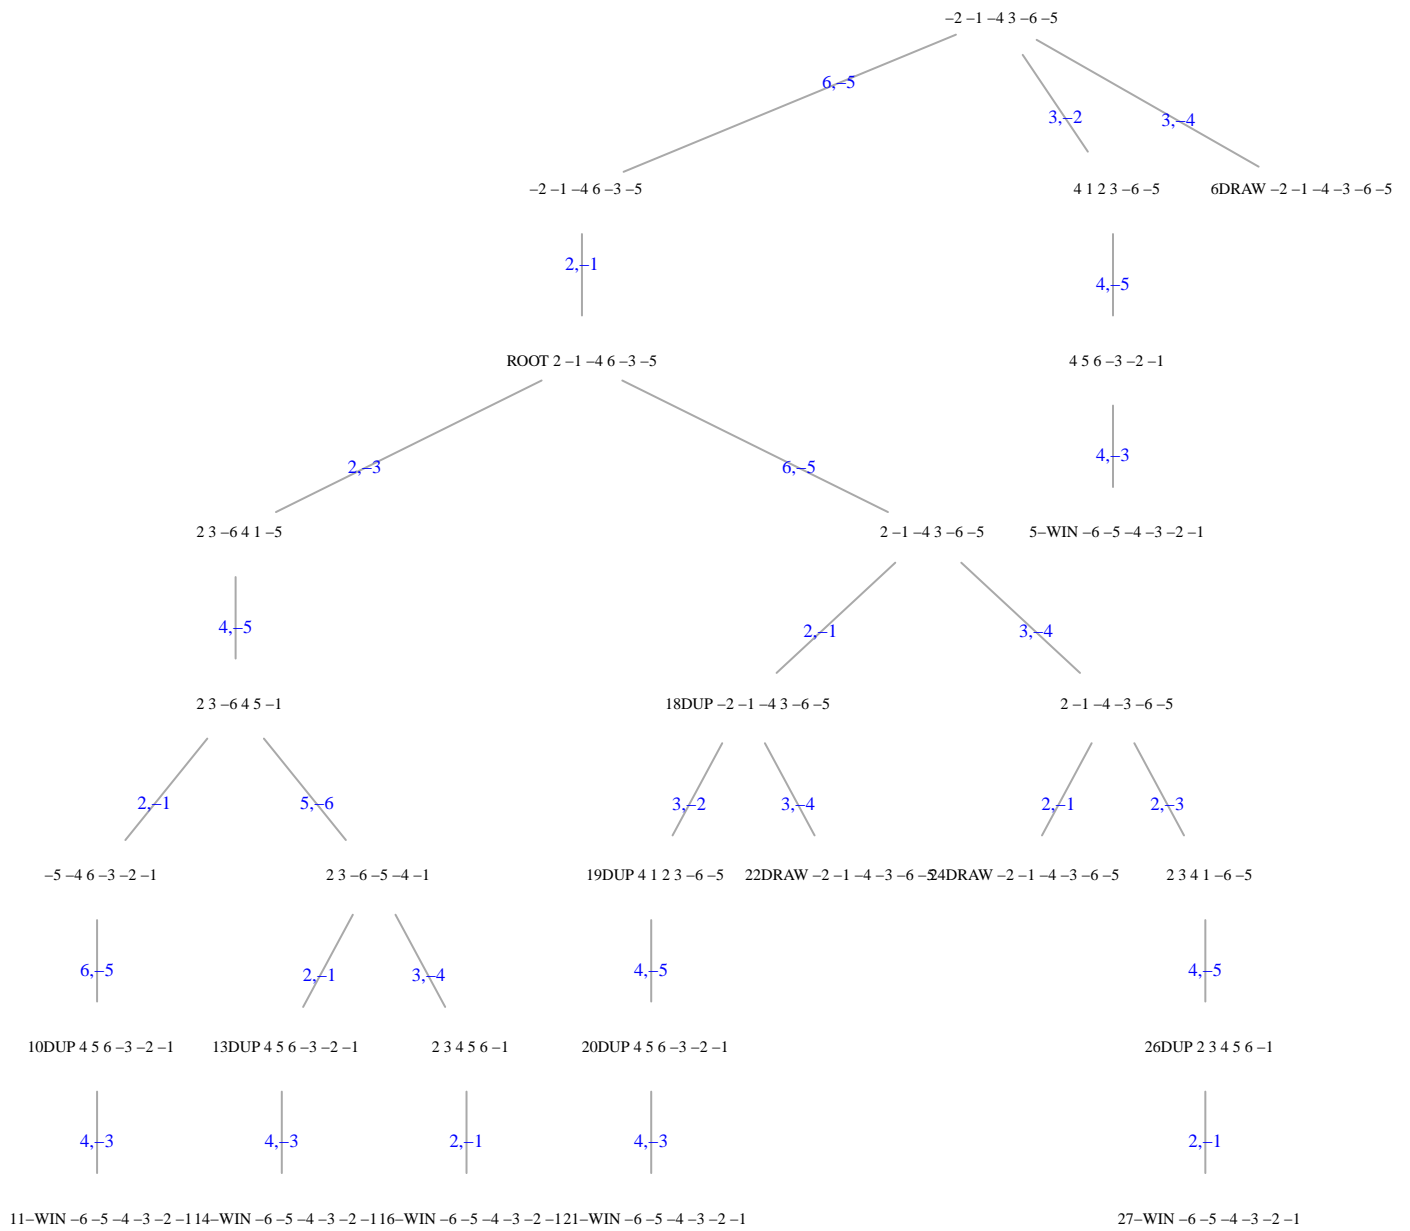 –2 –1 –4 3 –6 –5
6,–5
3,–2
3,–4
–2 –1 –4 6 –3 –5
4 1 2 3 –6 –5
6DRAW –2 –1 –4 –3 –6 –5
2,–1
4,–5
ROOT 2 –1 –4 6 –3 –5
4 5 6 –3 –2 –1
2,–3
6,–5
4,–3
2 3 –6 4 1 –5
2 –1 –4 3 –6 –5
5–WIN –6 –5 –4 –3 –2 –1
4,–5
2,–1
3,–4
2 3 –6 4 5 –1
18DUP –2 –1 –4 3 –6 –5
2 –1 –4 –3 –6 –5
2,–1
5,–6
3,–2
3,–4
2,–1
2,–3
–5 –4 6 –3 –2 –1
2 3 –6 –5 –4 –1
19DUP 4 1 2 3 –6 –5
22DRAW –2 –1 –4 –3 –6 –5
24DRAW –2 –1 –4 –3 –6 –5
2 3 4 1 –6 –5
6,–5
2,–1
3,–4
4,–5
4,–5
10DUP 4 5 6 –3 –2 –1
13DUP 4 5 6 –3 –2 –1
2 3 4 5 6 –1
20DUP 4 5 6 –3 –2 –1
26DUP 2 3 4 5 6 –1
4,–3
4,–3
2,–1
4,–3
2,–1
11–WIN –6 –5 –4 –3 –2 –1
14–WIN –6 –5 –4 –3 –2 –1
16–WIN –6 –5 –4 –3 –2 –1
21–WIN –6 –5 –4 –3 –2 –1
27–WIN –6 –5 –4 –3 –2 –1